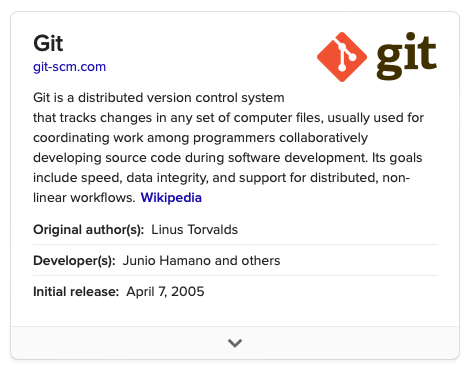 Git
git
git-scm.com
Git is a distributed version control system
that tracks changes in any set of computer files, usually used for
coordinating work among programmers collaboratively
developing source code during software development. Its goals
include speed, data integrity, and support for distributed, non-
linear workflows. Wikipedia
Original author(s): Linus Torvalds
Developer(s): Junio Hamano and others
Initial release: April 7, 2005